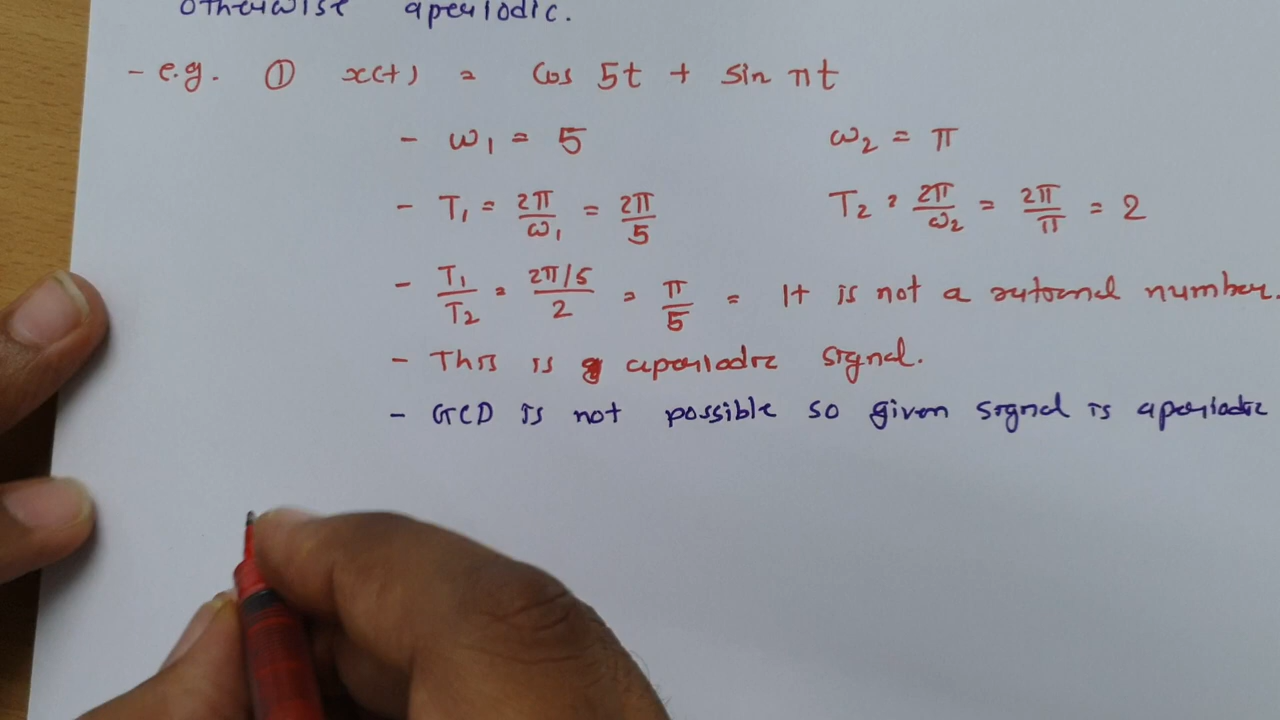 otherwise aperiodic.
- e.g. ① x(t) = Cos 5t + sin πt
- ω₁ = 5 ω₂ = π
- T₁ = 2π/ω₁ = 2π/5 T₂ = 2π/ω₂ = 2π/π = 2
- T₁/T₂ = 2π/5/2 = π/5 = It is not a rational number.
- This is aperiodic signal.
- GCD is not possible so given signal is aperiodic